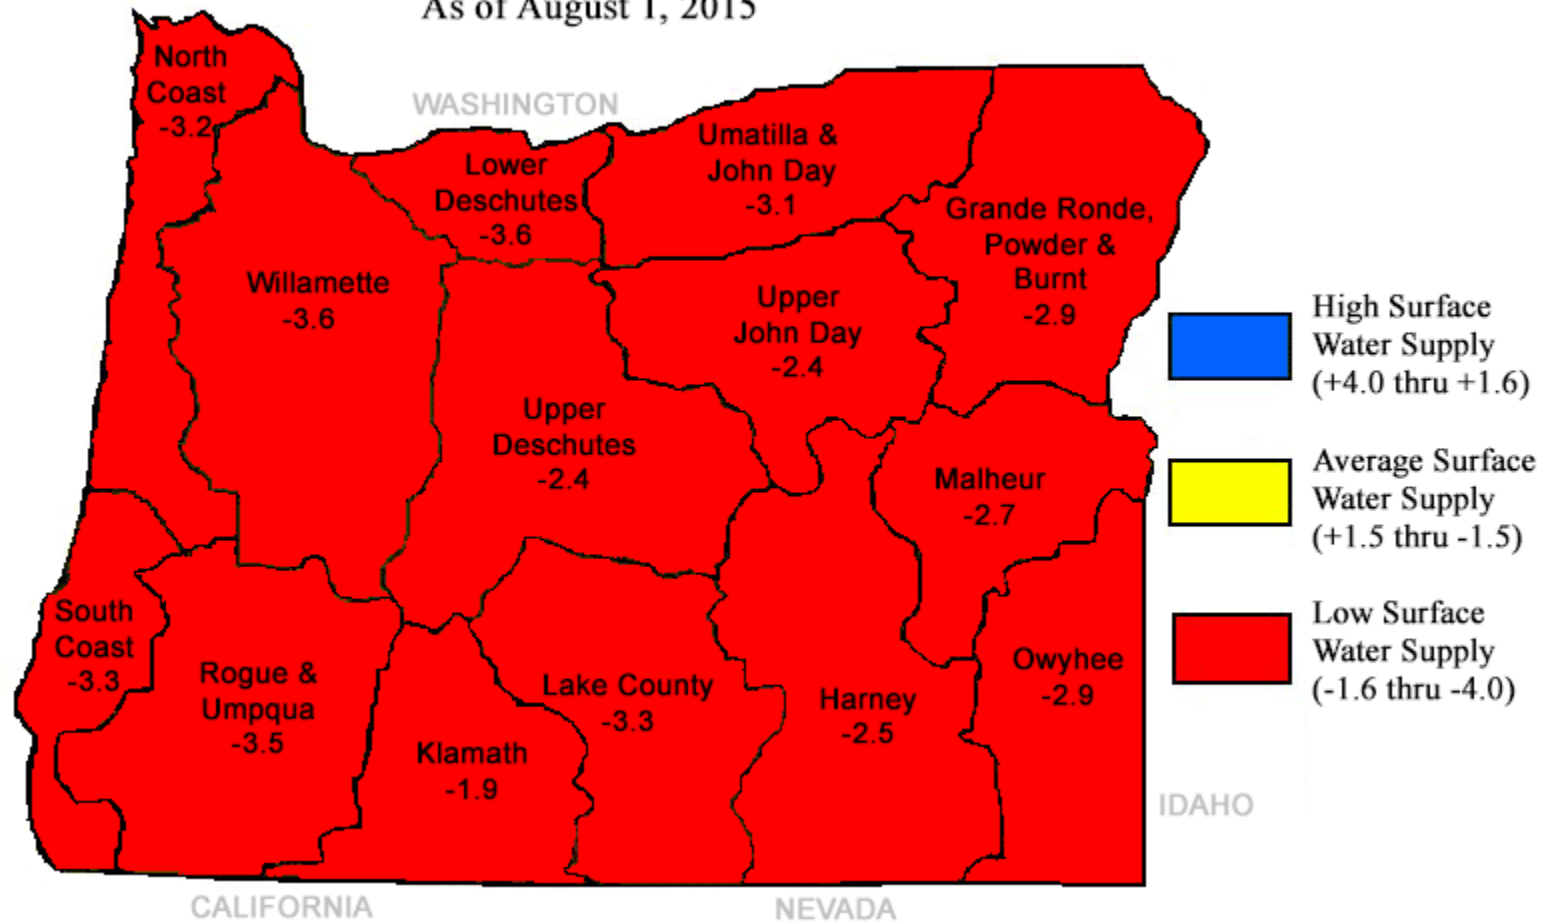 As of August 1, 2015
North
Coast
-3.2
WASHINGTON
Lower
Deschutes
-3.6
Umatilla &
John Day
-3.1
Grande Ronde,
Powder &
Burnt
-2.9
Willamette
-3.6
Upper
John Day
-2.4
Upper
Deschutes
-2.4
Malheur
-2.7
South
Coast
-3.3
Rogue &
Umpqua
-3.5
Klamath
-1.9
Lake County
-3.3
Harney
-2.5
Owyhee
-2.9
High Surface
Water Supply
(+4.0 thru +1.6)
Average Surface
Water Supply
(+1.5 thru -1.5)
Low Surface
Water Supply
(-1.6 thru -4.0)
IDAHO
CALIFORNIA
NEVADA